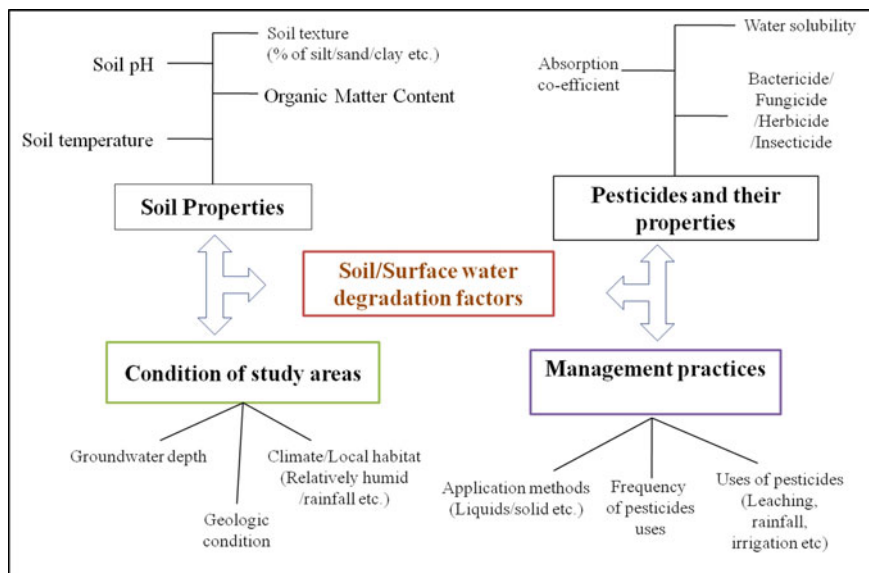 Soil texture
(% of silt/sand/clay etc.)
Soil pH
Organic Matter Content
Soil temperature
Soil Properties
Water solubility
Absorption
co-efficient
Bactericide/
Fungicide
/Herbicide
/Insecticide
Pesticides and their
properties
Soil/Surface water
degradation factors
Condition of study areas
Groundwater depth
Geologic
condition
Climate/Local habitat
(Relatively humid
/rainfall etc.)
Management practices
Application methods
(Liquids/solid etc.)
Frequency
of pesticides
uses
Uses of pesticides
(Leaching,
rainfall,
irrigation etc)